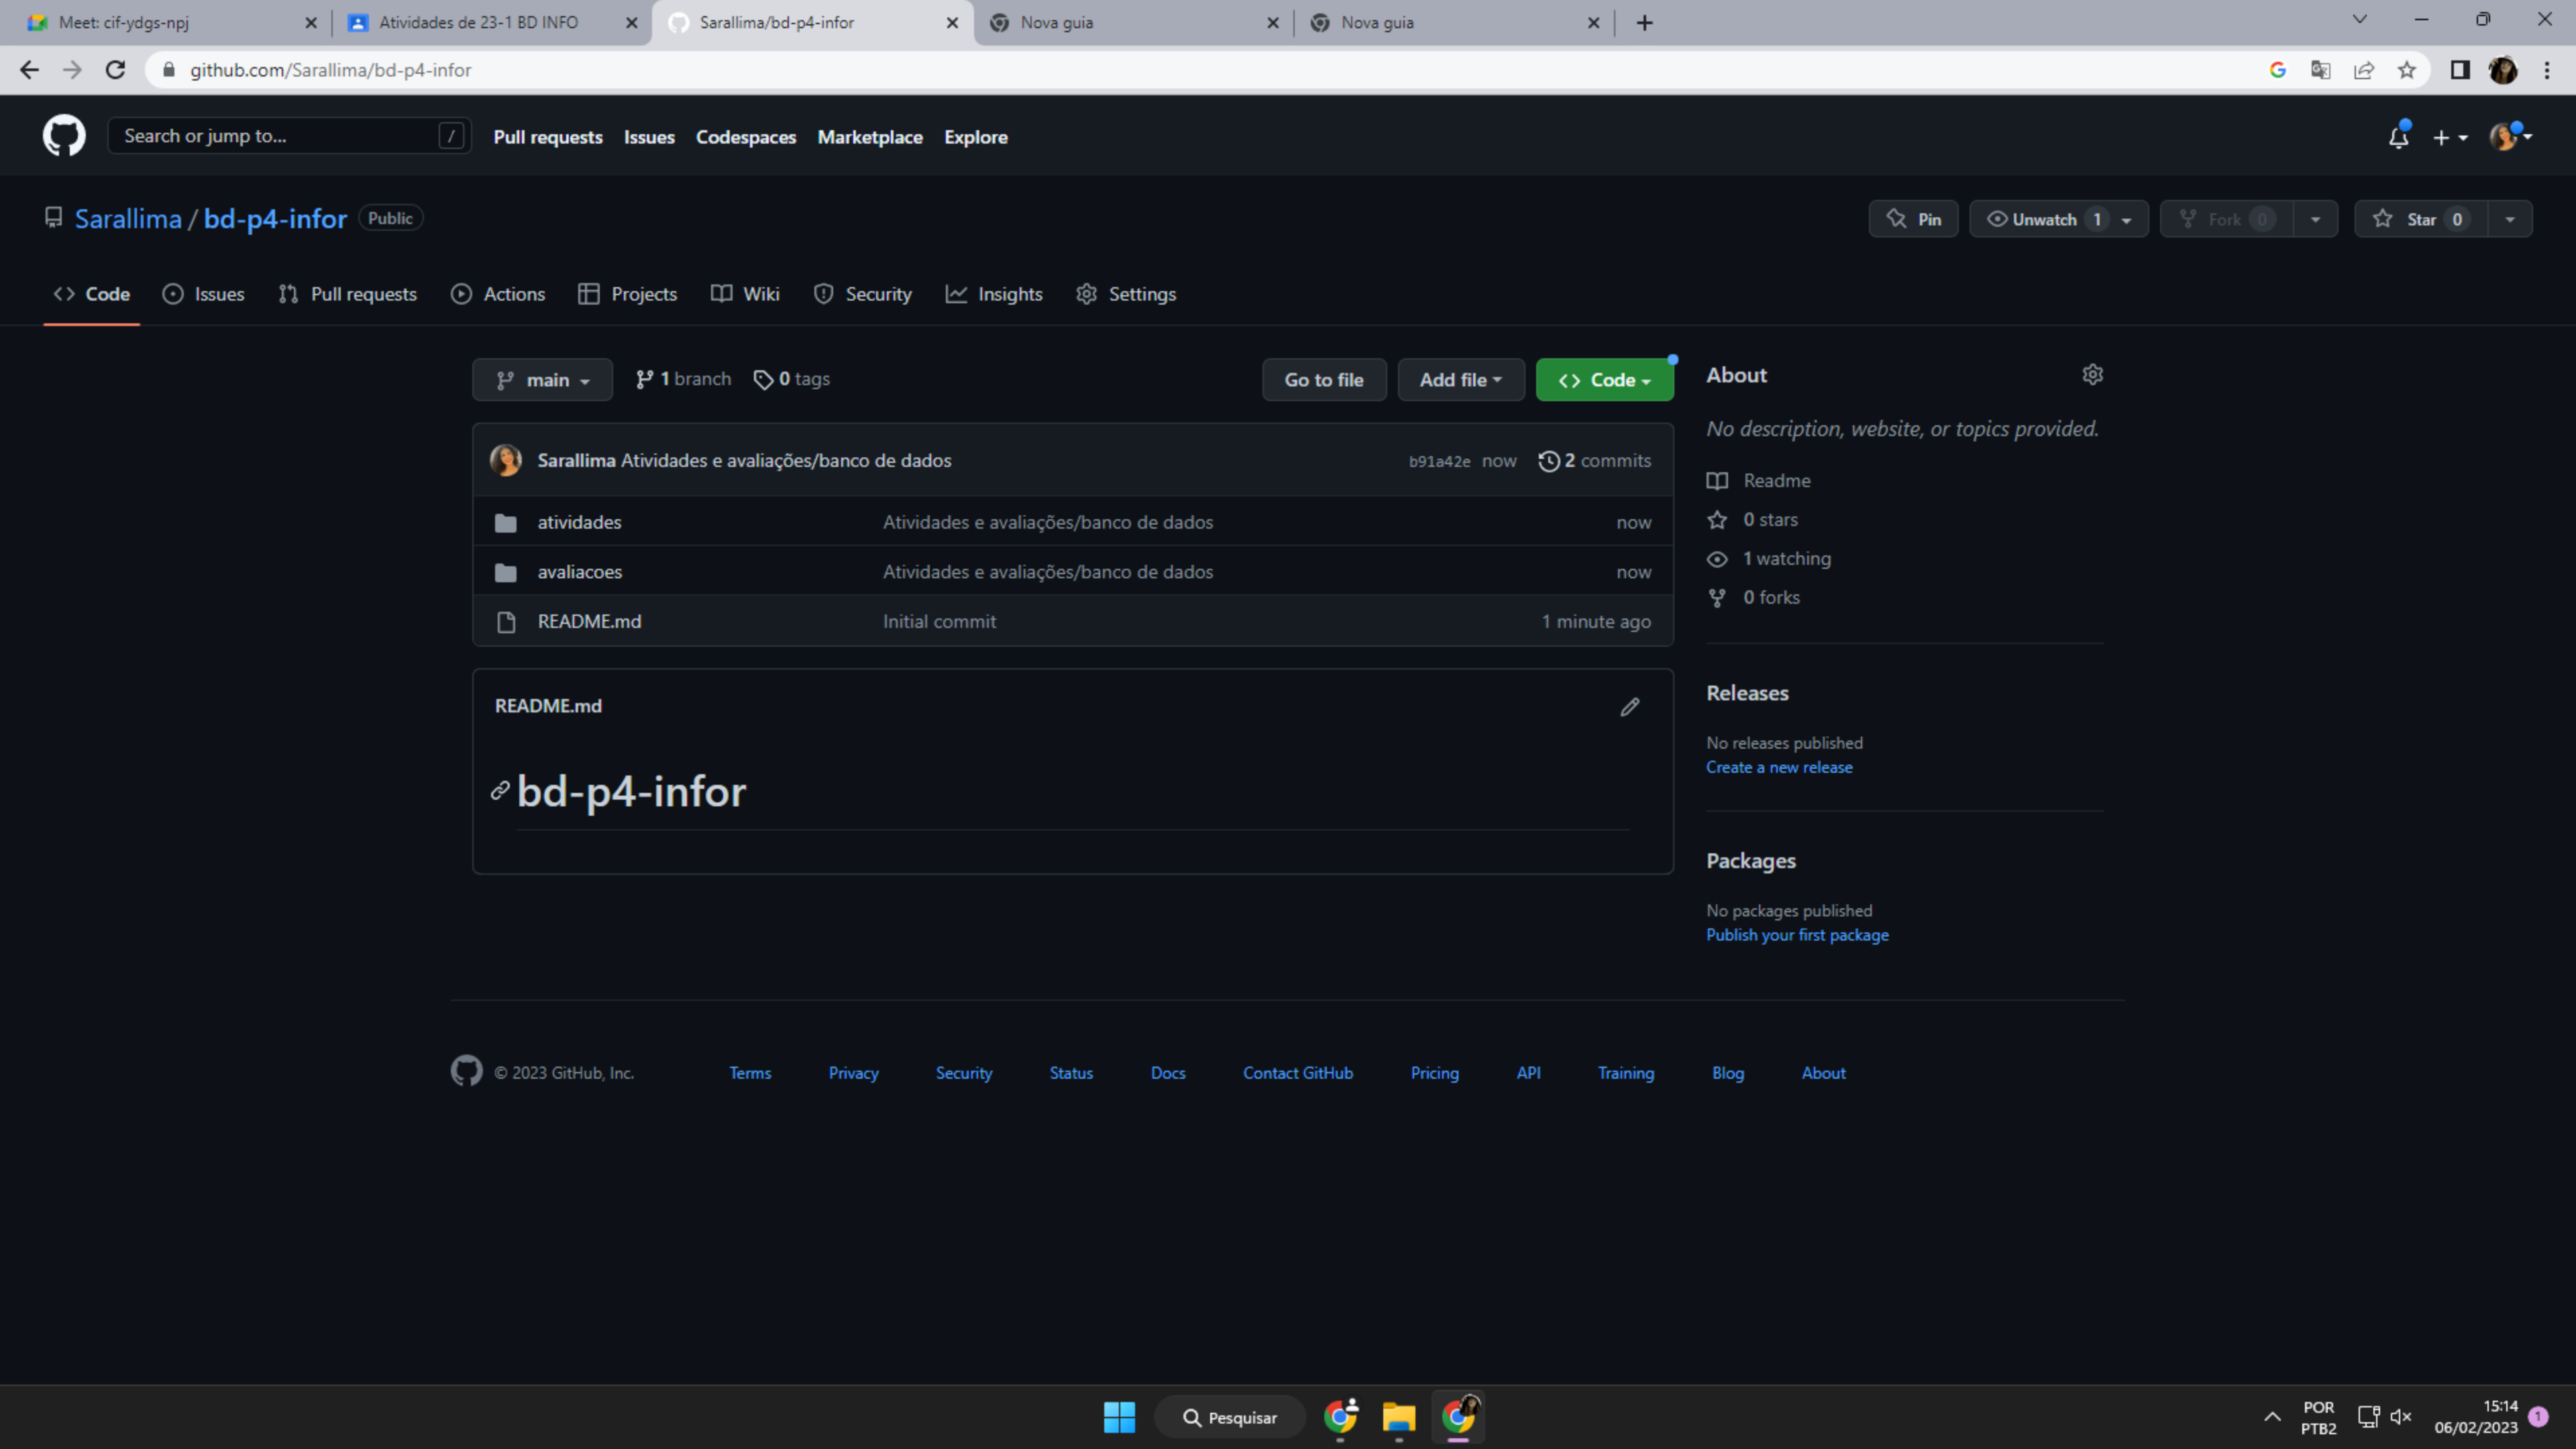 Meet: cif-ydgs-npj
Atividades de 23-1 BD INFO
Sarallima/bd-p4-infor
Nova guia
Nova guia
github.com/Sarallima/bd-p4-infor
Search or jump to... /
Pull requests Issues Codespaces Marketplace Explore
Sarallima / bd-p4-infor Public
Pin Unwatch 1 Fork 0 Star 0
Code Issues Pull requests Actions Projects Wiki Security Insights Settings
main 1 branch 0 tags Go to file Add file Code
Sarallima Atividades e avaliações/banco de dados b91a42e now 2 commits
atividades Atividades e avaliações/banco de dados now
avaliacoes Atividades e avaliações/banco de dados now
README.md Initial commit 1 minute ago
README.md
bd-p4-infor
About
No description, website, or topics provided.
Readme
0 stars
1 watching
0 forks
Releases
No releases published
Create a new release
Packages
No packages published
Publish your first package
© 2023 GitHub, Inc. Terms Privacy Security Status Docs Contact GitHub Pricing API Training Blog About
Pesquisar
POR
PTB2
15:14
06/02/2023
1